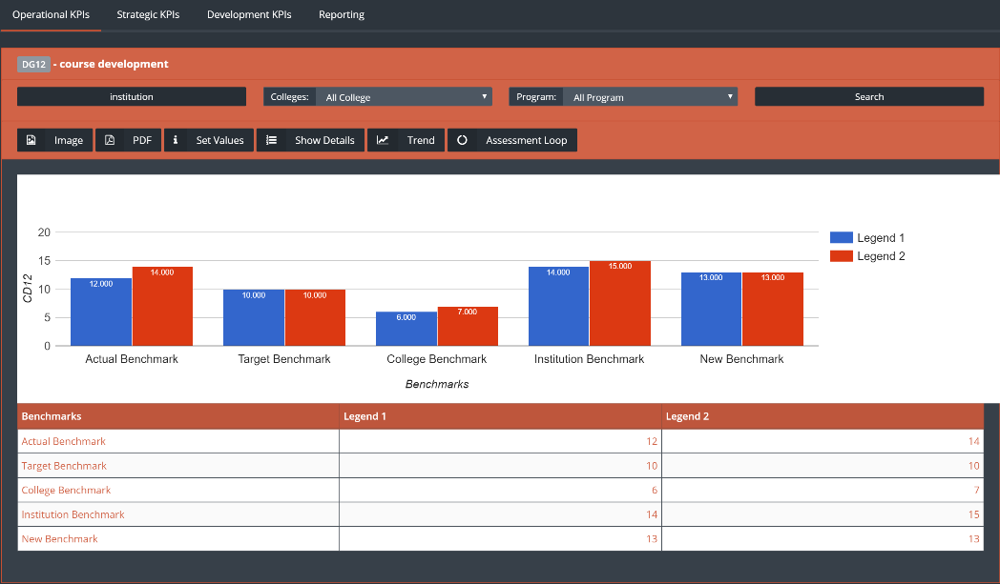 Operational KPIs Strategic KPIs Development KPIs Reporting
DG12 - course development
institution Colleges: All College Program: All Program Search
Image PDF Set Values Show Details Trend Assessment Loop
20
15
10
5
0
CD12
12.000 14.000 10.000 10.000 6.000 7.000 14.000 15.000 13.000 13.000
Legend 1
Legend 2
Actual Benchmark Target Benchmark College Benchmark Institution Benchmark New Benchmark
Benchmarks
Benchmarks Legend 1 Legend 2
Actual Benchmark 12 14
Target Benchmark 10 10
College Benchmark 6 7
Institution Benchmark 14 15
New Benchmark 13 13